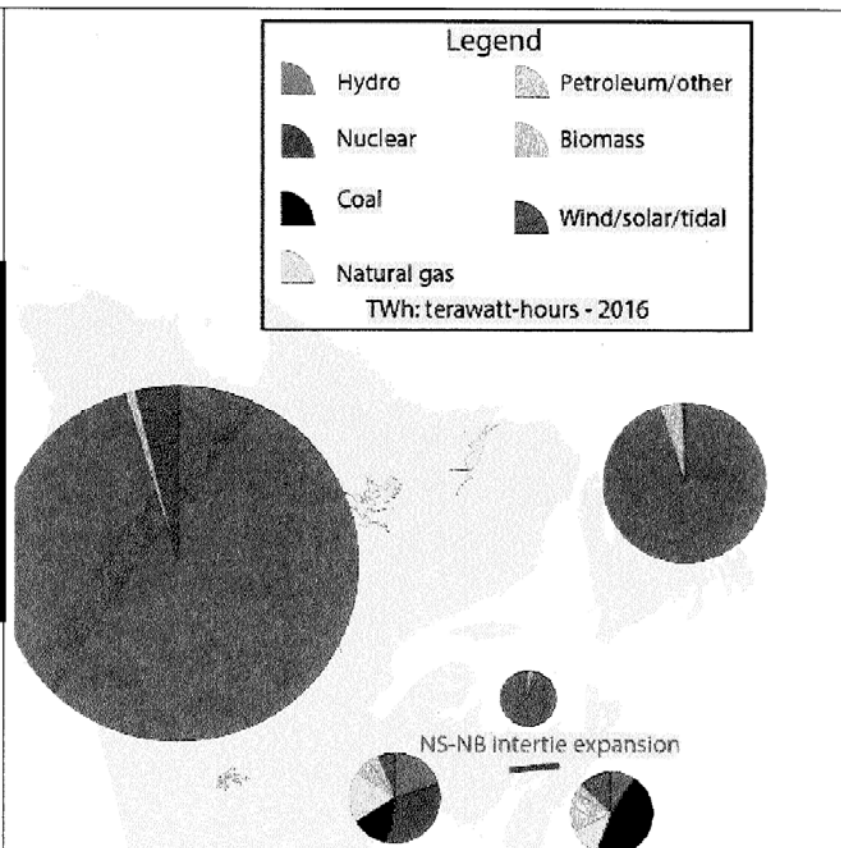 Legend
Hydro
Petroleum/other
Nuclear
Biomass
Coal
Wind/solar/tidal
Natural gas
TWh: terawatt-hours - 2016
NS-NB intertie expansion